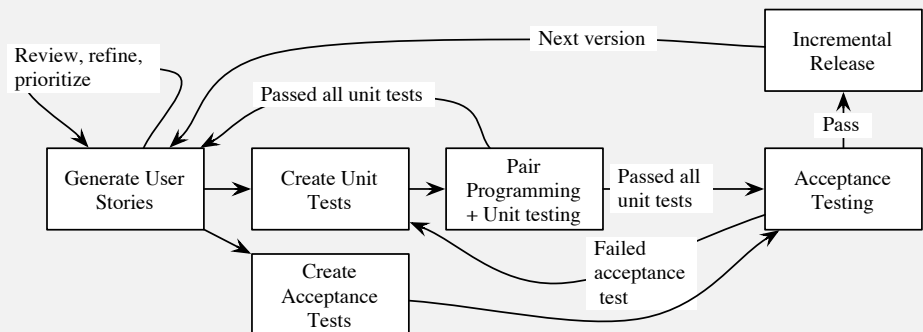 Review, refine,
prioritize
Next version
Incremental
Release
Passed all unit tests
Pass
Generate User
Stories
Create Unit
Tests
Pair
Programming
+ Unit testing
Passed all
unit tests
Acceptance
Testing
Failed
acceptance
test
Create
Acceptance
Tests